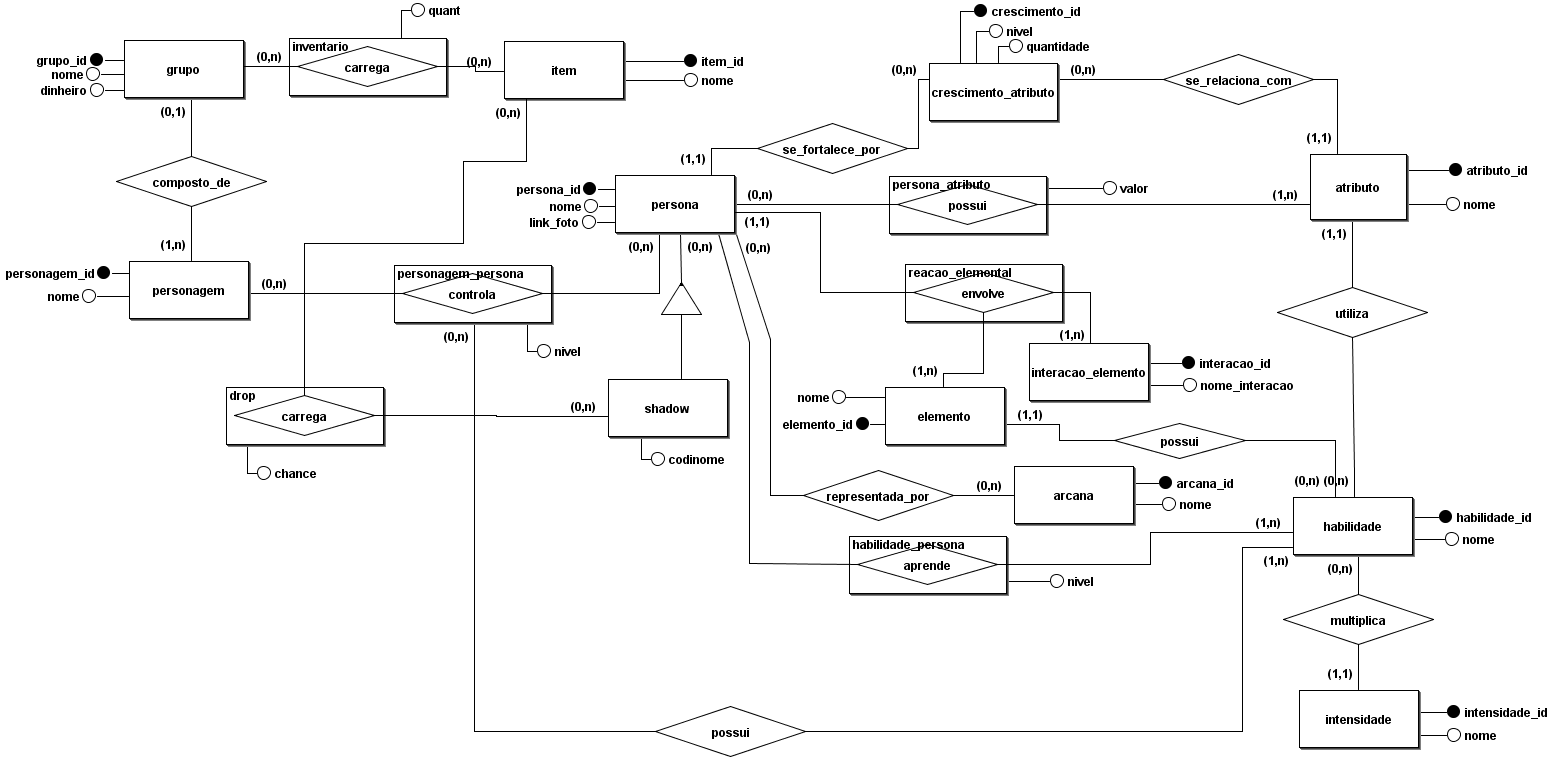 quant
crescimento_id
nivel
quantidade
grupo_id
nome
dinheiro
grupo
(0,n)
inventario
carrega
(0,n)
item
item_id
nome
(0,n)
crescimento_atributo
(0,n)
se_relaciona_com
(0,1)
(0,n)
composto_de
(1,1)
se_fortelece_por
(1,1)
persona_id
nome
link_foto
persona
(0,n)
persona_atributo
possui
valor
(1,n)
atributo
atributo_id
nome
(1,1)
(0,n)
(0,n)
(0,n)
(1,1)
(1,n)
personagem_id
nome
personagem
(0,n)
personagem_persona
controla
(0,n)
nivel
reacao_elemental
envolve
(1,n)
utiliza
interacao_elemento
interacao_id
nome_interacao
(1,n)
nome
elemento_id
elemento
(1,1)
possui
drop
carrega
chance
(0,n)
shadow
codinome
representada_por
(0,n)
arcana
arcana_id
nome
(0,n) (0,n)
habilidade
habilidade_id
nome
(1,n)
(1,n)
(0,n)
habilidade_persona
aprende
nivel
multiplica
(1,1)
intensidade
intensidade_id
nome
possui